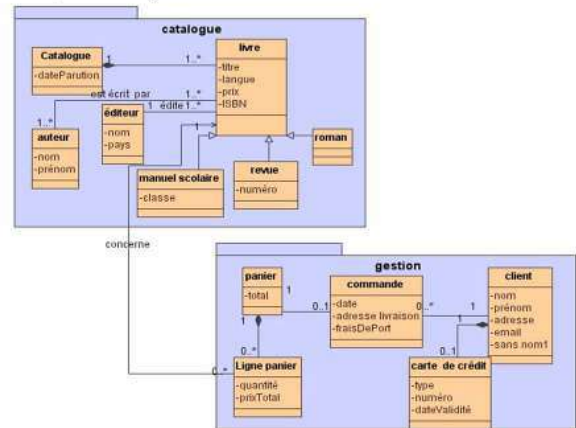 catalogue
Catalogue
-dateParution
1
1..*
livre
-titre
-langue
-prix
-ISBN
est écrit par
1..*
1..*
auteur
-nom
-prénom
éditeur
-nom
-pays
1 édite 1..*
1
manuel scolaire
-classe
revue
-numéro
roman
concerne
0..*
gestion
panier
-total
1
0..1
commande
-date
-adresse livraison
-fraisDePort
0..*
1
client
-nom
-prénom
-adresse
-email
-sans nom1
1
0..*
Ligne panier
-quantité
-prixTotal
1
0..1
carte de crédit
-type
-numéro
-dateValidité